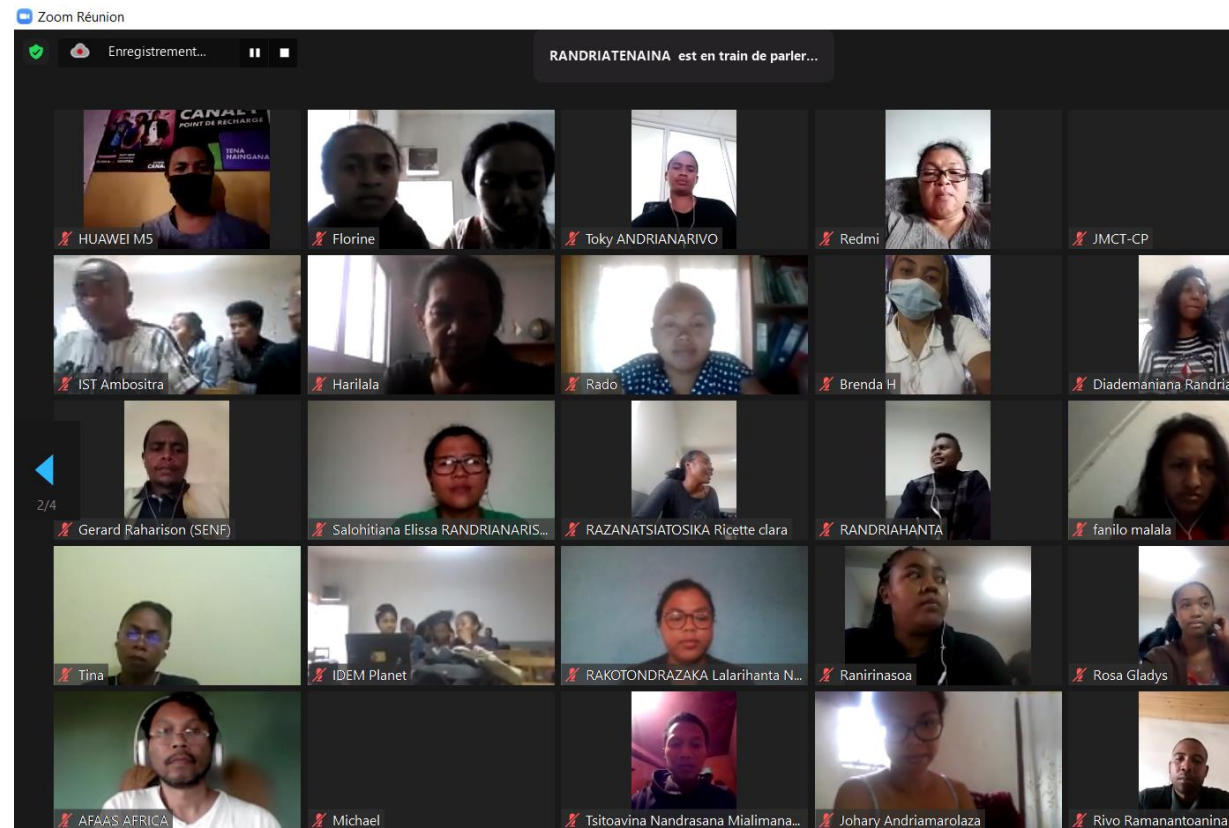 Zoom Réunion
Enregistrement...
RANDRIATENAINA est en train de parler...
CANAL+
POINT DE RECHARGE
TENA
HAINGANA
HUAWEI M5
Florine
Toky ANDRIANARIVO
Redmi
JMCT-CP
IST Ambositra
Harilala
Rado
Brenda H
Diademaniana Randria
2/4
Gerard Raharison (SENF)
Salohitiana Elissa RANDRIANARIS...
RAZANATSIATOSIKA Ricette clara
RANDRIAHANTA
fanilo malala
Tina
IDEM Planet
RAKOTONDRAZAKA Lalarihanta N...
Ranirinasoa
Rosa Gladys
AFAAS AFRICA
Michael
Tsitoavina Nandrasana Mialimana...
Johary Andriamarolaza
Rivo Ramanantoanina